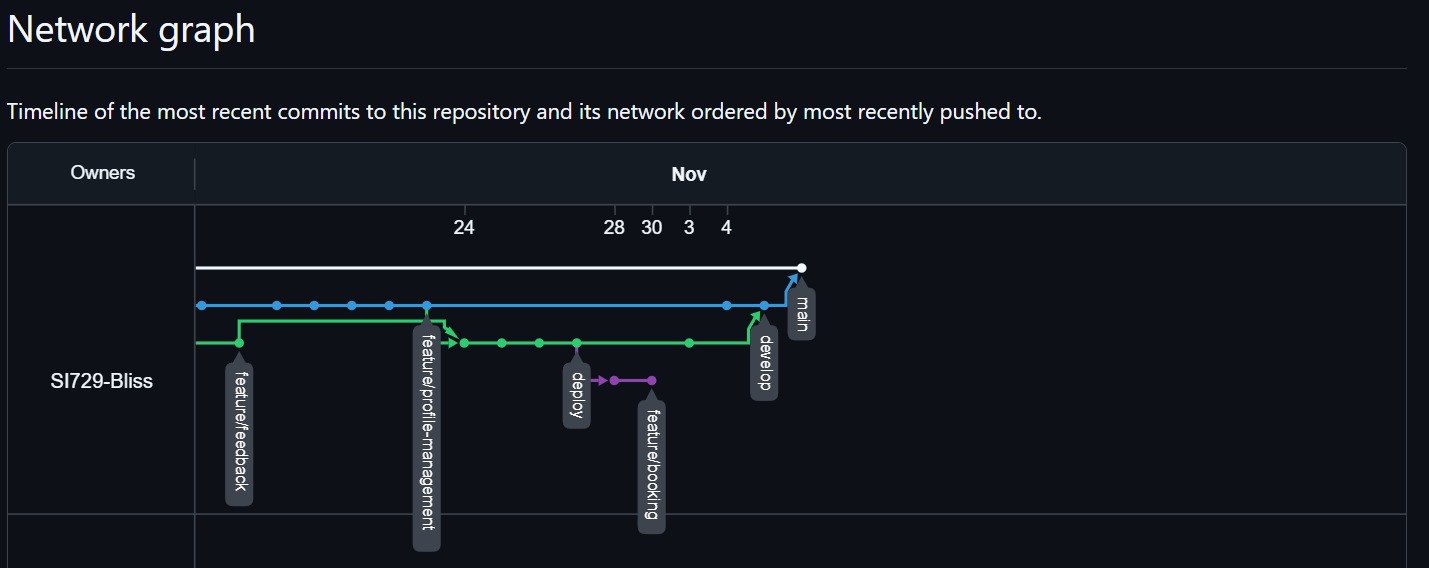 Network graph
Timeline of the most recent commits to this repository and its network ordered by most recently pushed to.
Owners
Nov
24 28 30 3 4
SI729-Bliss
main
develop
feature/feedback
feature/profile-management
deploy
feature/booking